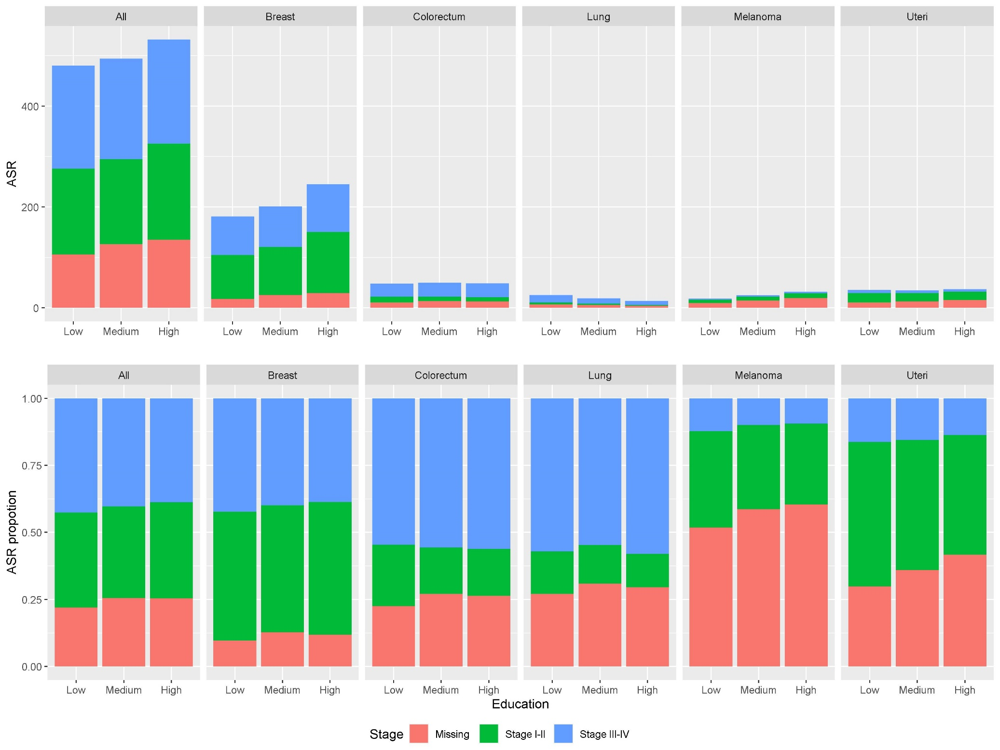 All Breast Colorectum Lung Melanoma Uteri
ASR
400
200
0
Low Medium High Low Medium High Low Medium High Low Medium High Low Medium High Low Medium High
All Breast Colorectum Lung Melanoma Uteri
ASR propotion
1.00
0.75
0.50
0.25
0.00
Low Medium High Low Medium High Low Medium High Low Medium High Low Medium High Low Medium High
Education
Stage Missing Stage I-II Stage III-IV